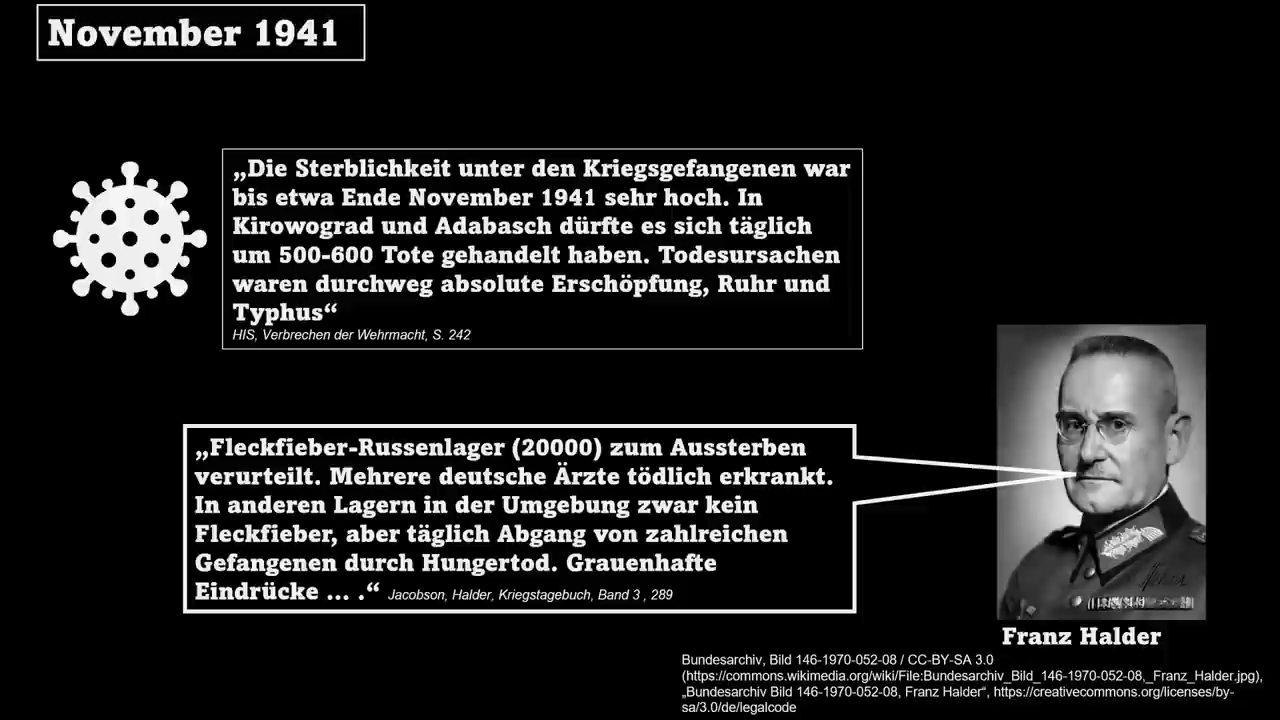 November 1941
„Die Sterblichkeit unter den Kriegsgefangenen war
bis etwa Ende November 1941 sehr hoch. In
Kirowograd und Adabasch dürfte es sich täglich
um 500-600 Tote gehandelt haben. Todesursachen
waren durchweg absolute Erschöpfung, Ruhr und
Typhus“
HIS, Verbrechen der Wehrmacht, S. 242
„Fleckfieber-Russenlager (20000) zum Aussterben
verurteilt. Mehrere deutsche Ärzte tödlich erkrankt.
In anderen Lagern in der Umgebung zwar kein
Fleckfieber, aber täglich Abgang von zahlreichen
Gefangenen durch Hungertod. Grauenhafte
Eindrücke ... .“ Jacobson, Halder, Kriegstagebuch, Band 3 , 289
Franz Halder
Bundesarchiv, Bild 146-1970-052-08 / CC-BY-SA 3.0
(https://commons.wikimedia.org/wiki/File:Bundesarchiv_Bild_146-1970-052-08,_Franz_Halder.jpg),
„Bundesarchiv Bild 146-1970-052-08, Franz Halder“, https://creativecommons.org/licenses/by-
sa/3.0/de/legalcode